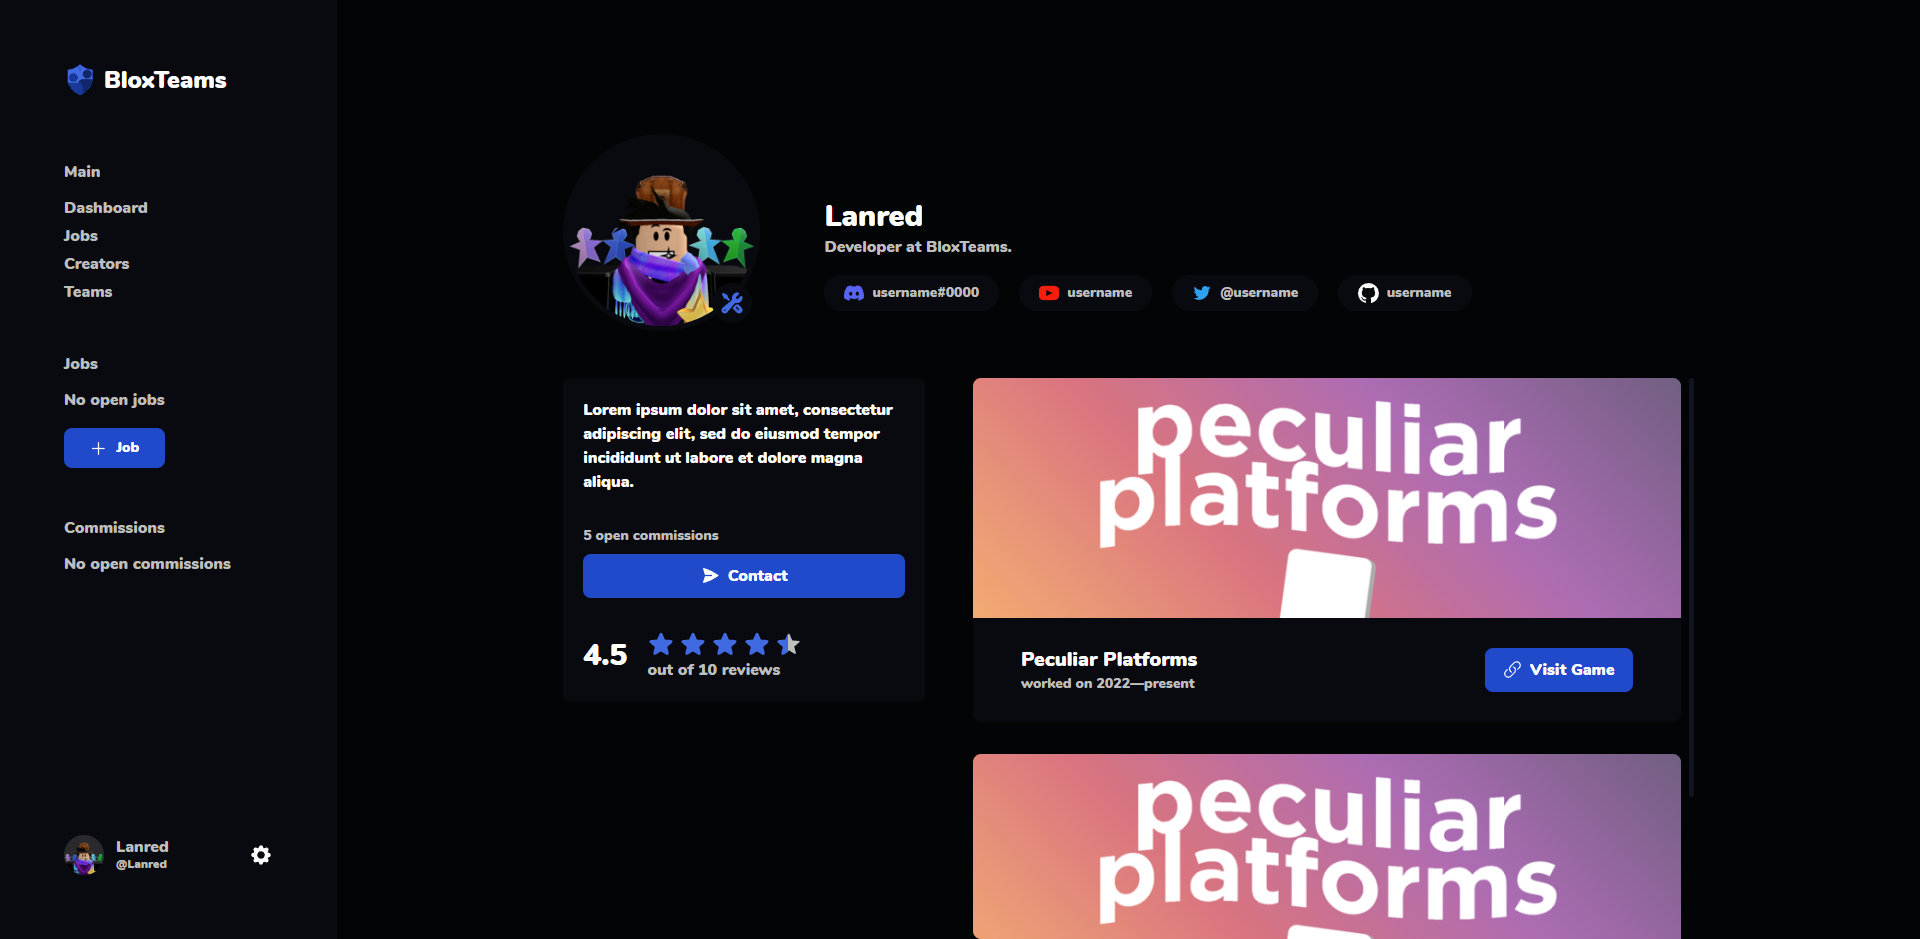 BloxTeams
Main
Dashboard
Jobs
Creators
Teams
Jobs
No open jobs
Job
Commissions
No open commissions
Lanred
@Lanred
Lanred
Developer at BloxTeams.
username#0000
username
@username
username
Lorem ipsum dolor sit amet, consectetur
adipiscing elit, sed do eiusmod tempor
incididunt ut labore et dolore magna
aliqua.
5 open commissions
Contact
4.5
out of 10 reviews
peculiar
platforms
Peculiar Platforms
worked on 2022—present
Visit Game
peculiar
platforms